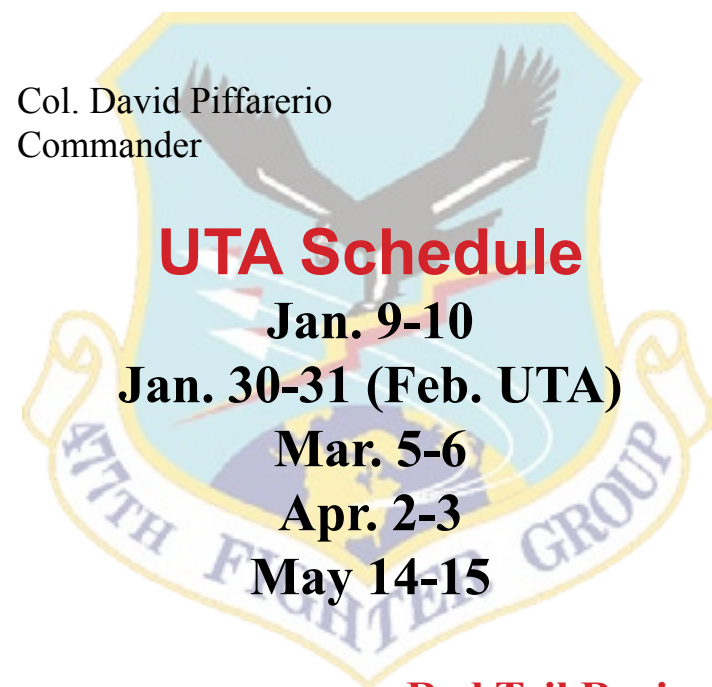 Col. David Piffarerio
Commander
UTA Schedule
Jan. 9-10
Jan. 30-31 (Feb. UTA)
Mar. 5-6
Apr. 2-3
May 14-15
477TH FIGHTER GROUP